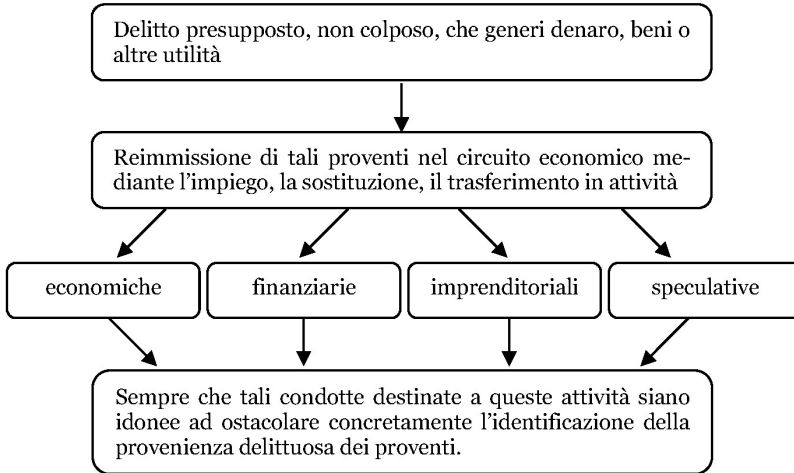 Delitto presupposto, non colposo, che generi denaro, beni o
altre utilità
Reimmissione di tali proventi nel circuito economico me-
diante l’impiego, la sostituzione, il trasferimento in attività
economiche
finanziarie
imprenditoriali
speculative
Sempre che tali condotte destinate a queste attività siano
idonee ad ostacolare concretamente l’identificazione della
provenienza delittuosa dei proventi.